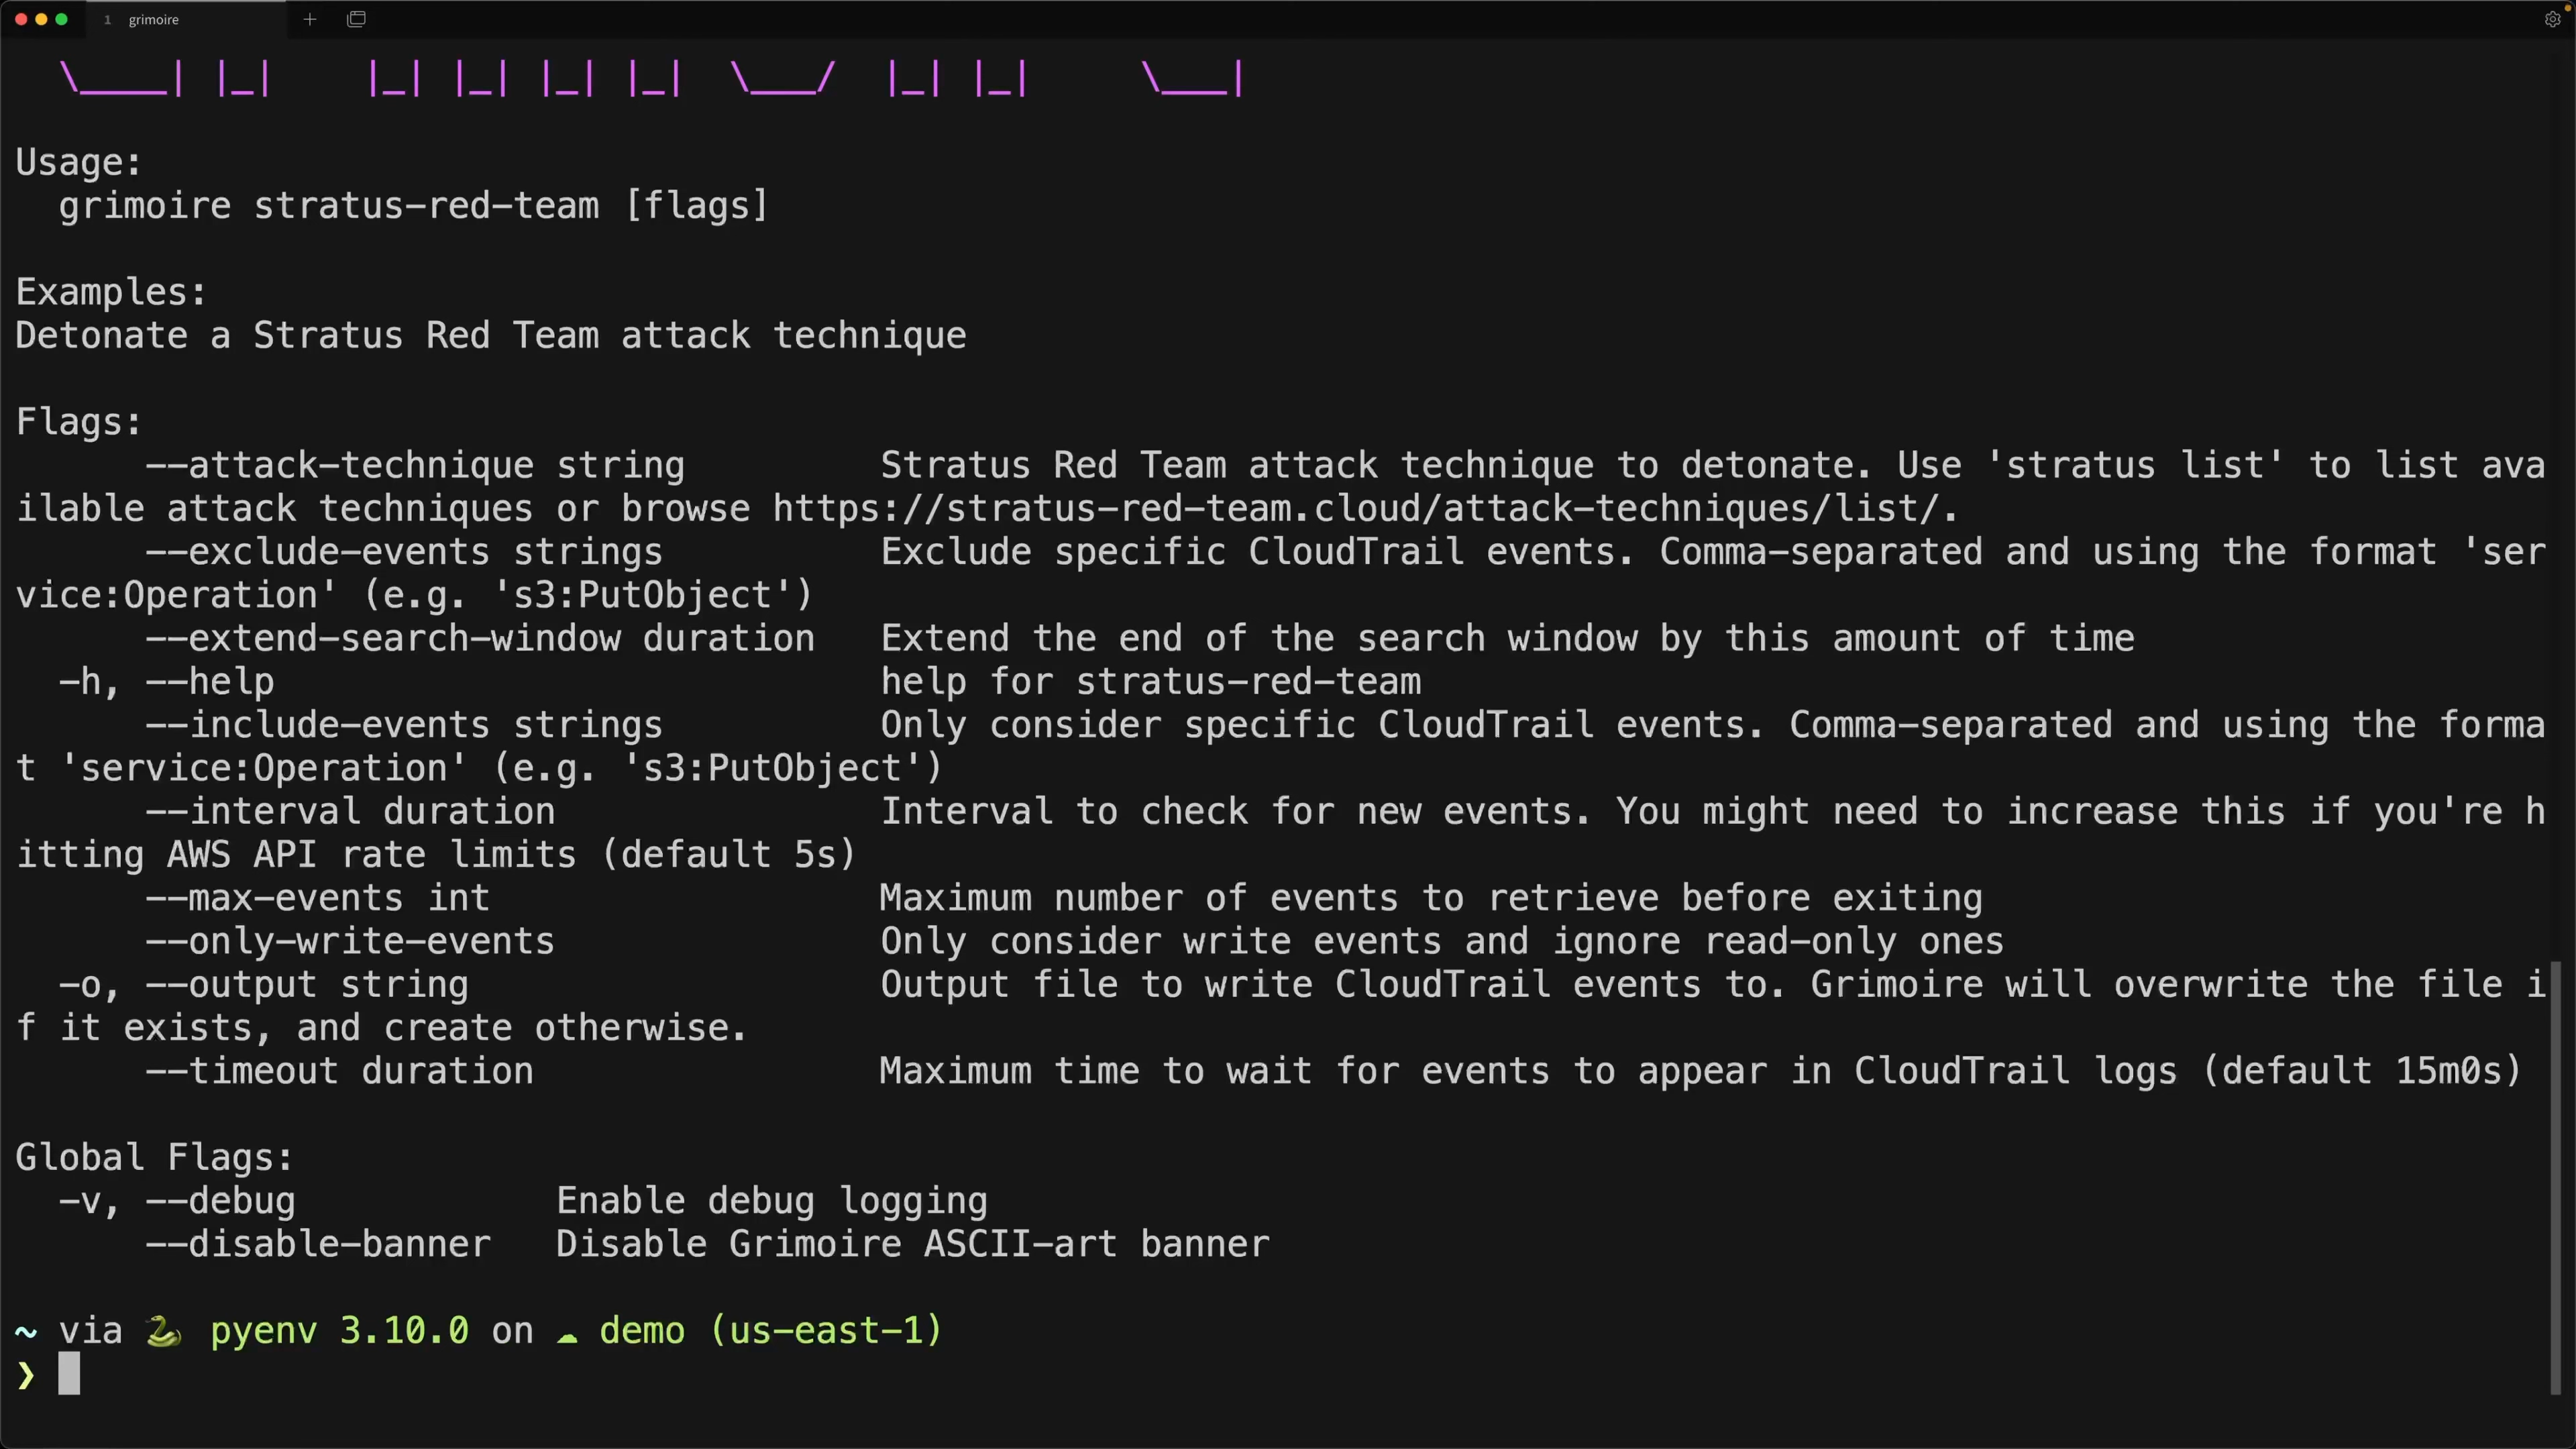 1 grimoire
\_____| |_|    |_| |_| |_| |_|  \___/  |_| |_|     \___|
Usage:
  grimoire stratus-red-team [flags]
Examples:
Detonate a Stratus Red Team attack technique
Flags:
      --attack-technique string         Stratus Red Team attack technique to detonate. Use 'stratus list' to list ava
ilable attack techniques or browse https://stratus-red-team.cloud/attack-techniques/list/.
      --exclude-events strings          Exclude specific CloudTrail events. Comma-separated and using the format 'ser
vice:Operation' (e.g. 's3:PutObject')
      --extend-search-window duration   Extend the end of the search window by this amount of time
  -h, --help                            help for stratus-red-team
      --include-events strings          Only consider specific CloudTrail events. Comma-separated and using the forma
t 'service:Operation' (e.g. 's3:PutObject')
      --interval duration               Interval to check for new events. You might need to increase this if you're h
itting AWS API rate limits (default 5s)
      --max-events int                  Maximum number of events to retrieve before exiting
      --only-write-events               Only consider write events and ignore read-only ones
  -o, --output string                   Output file to write CloudTrail events to. Grimoire will overwrite the file i
f it exists, and create otherwise.
      --timeout duration                Maximum time to wait for events to appear in CloudTrail logs (default 15m0s)
Global Flags:
  -v, --debug            Enable debug logging
      --disable-banner   Disable Grimoire ASCII-art banner
~ via 🐍 pyenv 3.10.0 on ☁ demo (us-east-1)
❯